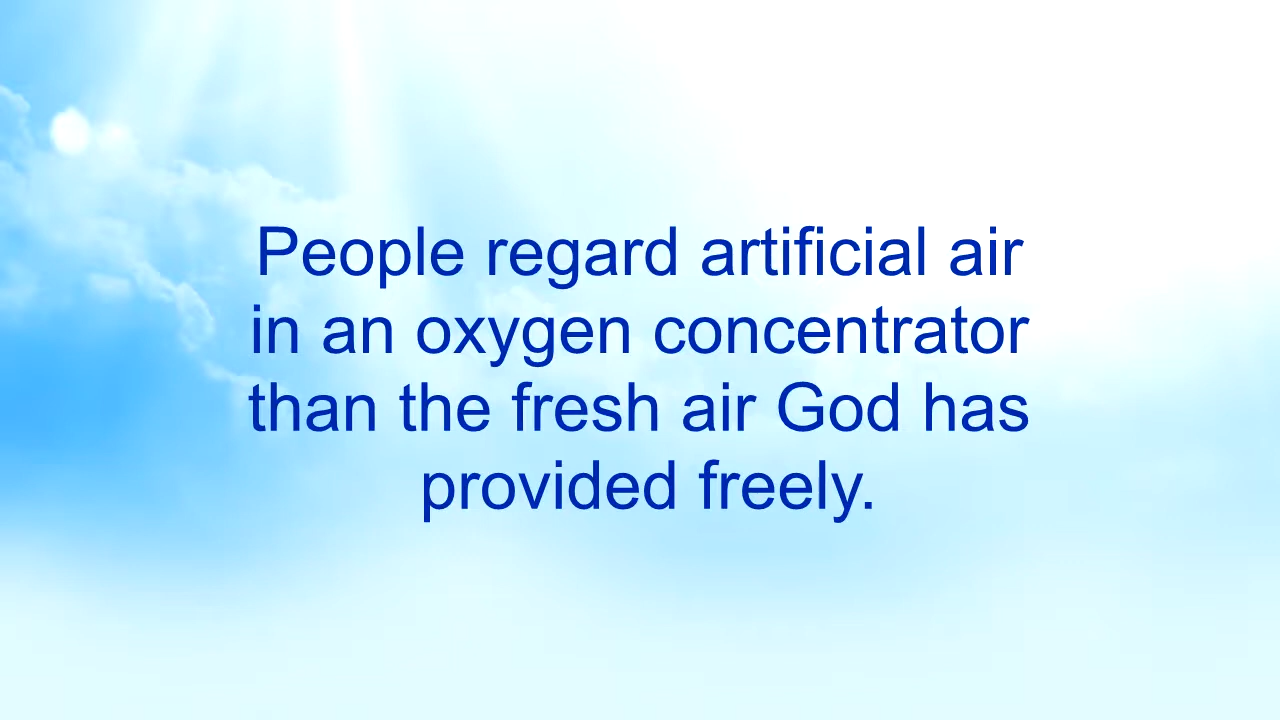 People regard artificial air
in an oxygen concentrator
than the fresh air God has
provided freely.